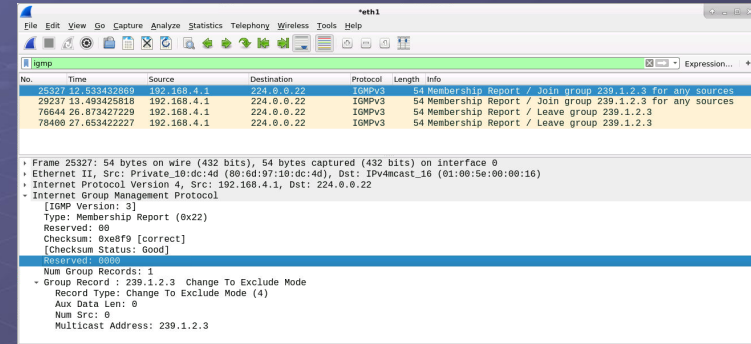 *eth1
File Edit View Go Capture Analyze Statistics Telephony Wireless Tools Help
igmp Expression... +
No. Time Source Destination Protocol Length Info
25327 12.533432869 192.168.4.1 224.0.0.22 IGMPv3 54 Membership Report / Join group 239.1.2.3 for any sources
29237 13.493425818 192.168.4.1 224.0.0.22 IGMPv3 54 Membership Report / Join group 239.1.2.3 for any sources
76644 26.873427229 192.168.4.1 224.0.0.22 IGMPv3 54 Membership Report / Leave group 239.1.2.3
78400 27.653422227 192.168.4.1 224.0.0.22 IGMPv3 54 Membership Report / Leave group 239.1.2.3
Frame 25327: 54 bytes on wire (432 bits), 54 bytes captured (432 bits) on interface 0
Ethernet II, Src: Private_10:dc:4d (80:6d:97:10:dc:4d), Dst: IPv4mcast_16 (01:00:5e:00:00:16)
Internet Protocol Version 4, Src: 192.168.4.1, Dst: 224.0.0.22
Internet Group Management Protocol
[IGMP Version: 3]
Type: Membership Report (0x22)
Reserved: 00
Checksum: 0xe8f9 [correct]
[Checksum Status: Good]
Reserved: 0000
Num Group Records: 1
Group Record : 239.1.2.3 Change To Exclude Mode
Record Type: Change To Exclude Mode (4)
Aux Data Len: 0
Num Src: 0
Multicast Address: 239.1.2.3